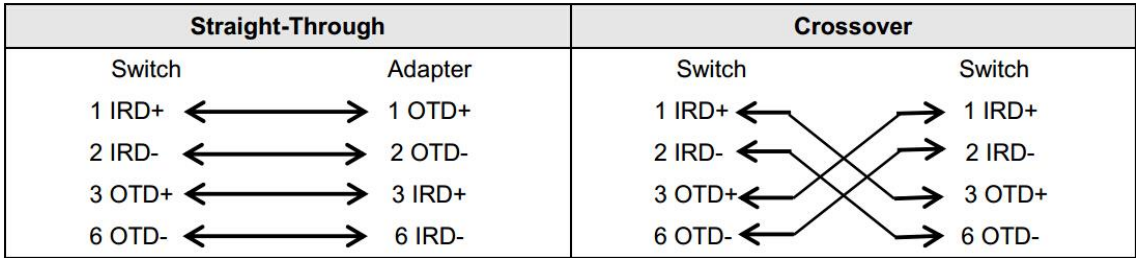 Straight-Through Crossover
Switch Adapter Switch Switch
1 IRD+ 1 OTD+ 1 IRD+ 1 IRD+
2 IRD- 2 OTD- 2 IRD- 2 IRD-
3 OTD+ 3 IRD+ 3 OTD+ 3 OTD+
6 OTD- 6 IRD- 6 OTD- 6 OTD-